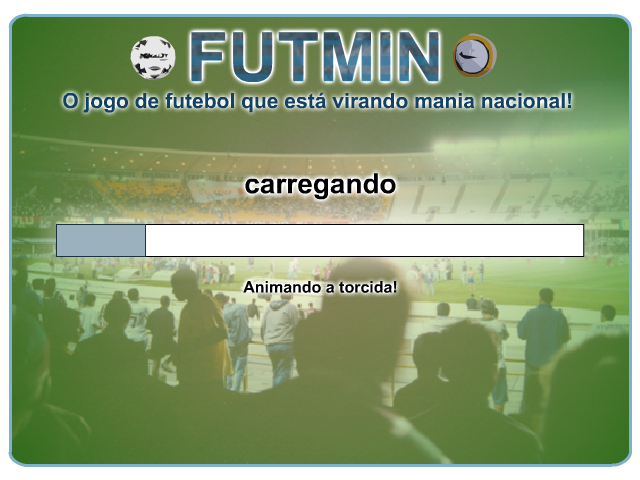 FUTMIN
O jogo de futebol que está virando mania nacional!
carregando
Animando a torcida!